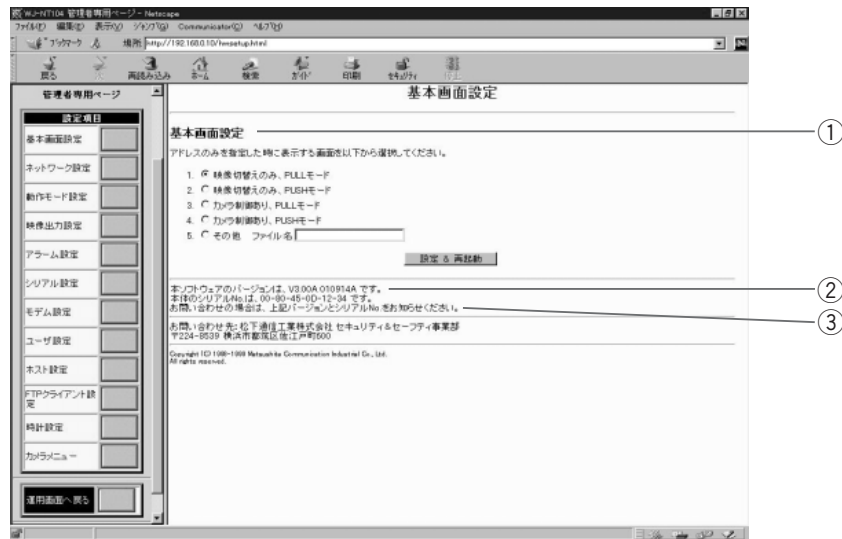 WJ-NT104 管理者専用ページ - Netscape
ファイル(F) 編集(E) 表示(V) ジャンプ(G) Communicator(C) ヘルプ(H)
ブックマーク 場所: http://192.168.0.10/hwsetup.html
戻る 再読み込み ホーム 検索 ガイド 印刷 セキュリティ 停止
管理者専用ページ
設定項目
基本画面設定
ネットワーク設定
動作モード設定
映像出力設定
アラーム設定
シリアル設定
モデム設定
ユーザ設定
ホスト設定
FTPクライアント設
定
時計設定
カメラメニュー
運用画面へ戻る
基本画面設定
基本画面設定 ①
アドレスのみを指定した時に表示する画面を以下から選択してください。
1. 映像切替えのみ、PULLモード
2. 映像切替えのみ、PUSHモード
3. カメラ制御あり、PULLモード
4. カメラ制御あり、PUSHモード
5. その他 ファイル名
設定 & 再起動
本ソフトウェアのバージョンは、V3.00A 010914A です。 ②
本体のシリアルNo.は、00-80-45-0D-12-34 です。 ③
お問い合わせの場合は、上記バージョンとシリアルNo.をお知らせください。
お問い合わせ先: 松下通信工業株式会社 セキュリティ&セーフティ事業部
〒224-8539 横浜市都筑区佐江戸町600
Copyright (C) 1998-1999 Matsushita Communication Industrial Co., Ltd.
All rights reserved.